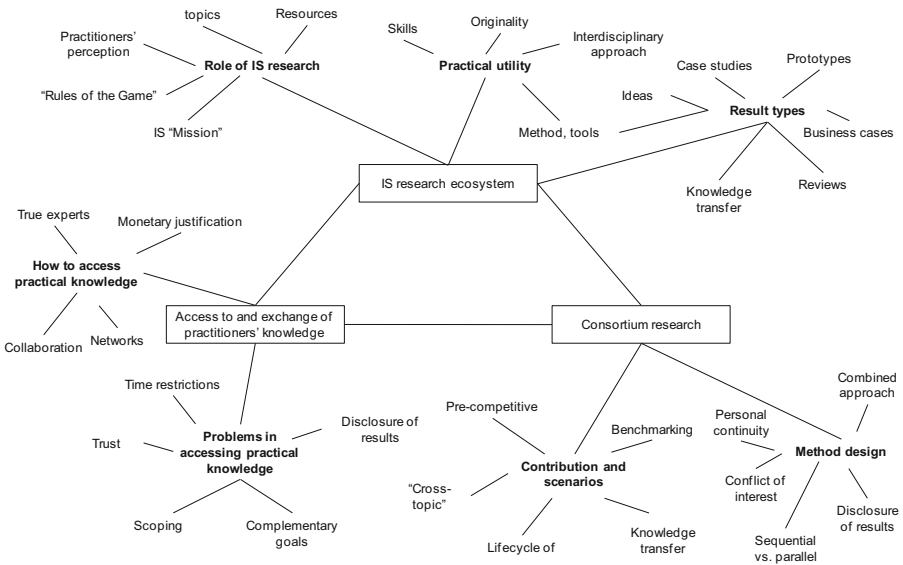 topics
Resources
Practitioners'
perception
Role of IS research
"Rules of the Game"
IS "Mission"
Skills
Originality
Interdisciplinary
approach
Practical utility
Method, tools
Case studies
Prototypes
Ideas
Result types
Business cases
Knowledge
transfer
Reviews
IS research ecosystem
True experts
Monetary justification
How to access
practical knowledge
Collaboration
Networks
Access to and exchange of
practitioners' knowledge
Consortium research
Time restrictions
Trust
Problems in
accessing practical
knowledge
Disclosure of
results
Scoping
Complementary
goals
Pre-competitive
Benchmarking
Contribution and
scenarios
"Cross-
topic"
Lifecycle of
Knowledge
transfer
Combined
approach
Personal
continuity
Method design
Conflict of
interest
Sequential
vs. parallel
Disclosure
of results